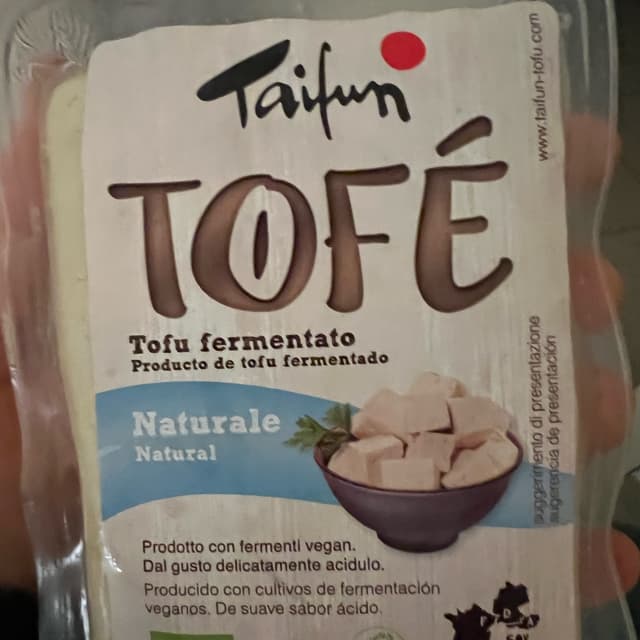 Taifun
www.taifun-tofu.com
TOFÉ
Tofu fermentato
Producto de tofu fermentado
Naturale
Natural
suggerimento di presentazione
sugerencia de presentación
Prodotto con fermenti vegan.
Dal gusto delicatamente acidulo.
Producido con cultivos de fermentación
veganos. De suave sabor ácido.